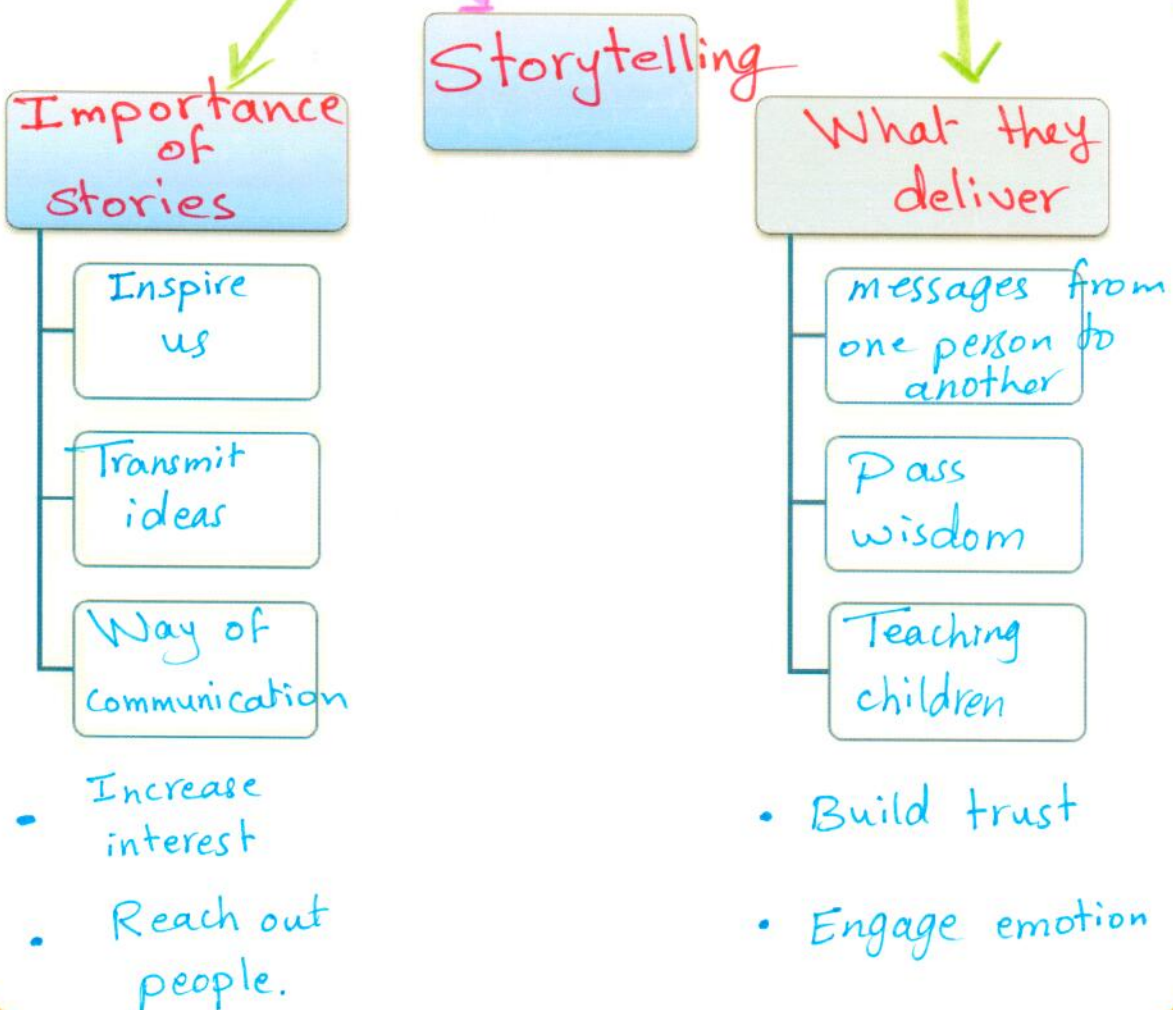 Storytelling
Importance
of
stories
Inspire
us
Transmit
ideas
Way of
communication
• Increase
interest
• Reach out
people.
What they
deliver
messages from
one person to
another
Pass
wisdom
Teaching
children
• Build trust
• Engage emotion